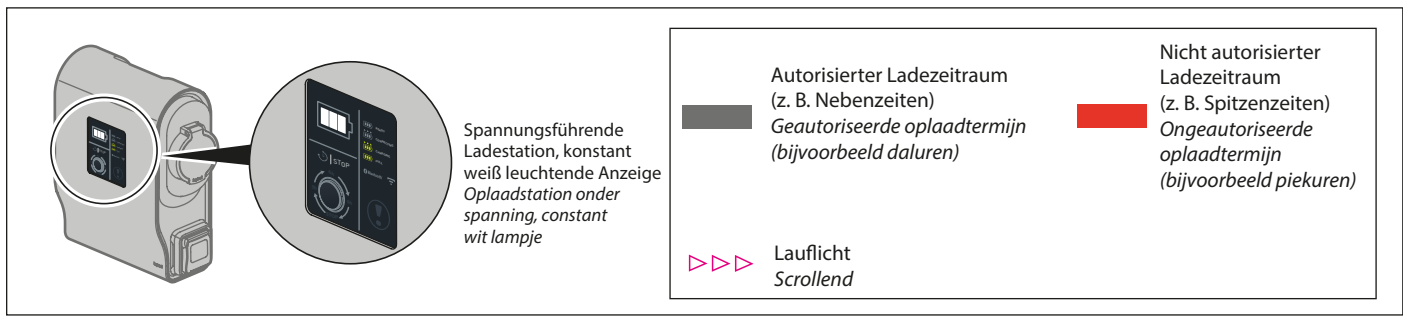 STOP
Spannungsführende
Ladestation, konstant
weiß leuchtende Anzeige
Oplaadstation onder
spanning, constant
wit lampje
Autorisierter Ladezeitraum
(z. B. Nebenzeiten)
Geautoriseerde oplaadtermijn
(bijvoorbeeld daluren)
Nicht autorisierter
Ladezeitraum
(z. B. Spitzenzeiten)
Ongeautoriseerde
oplaadtermijn
(bijvoorbeeld piekuren)
Lauflicht
Scrollend